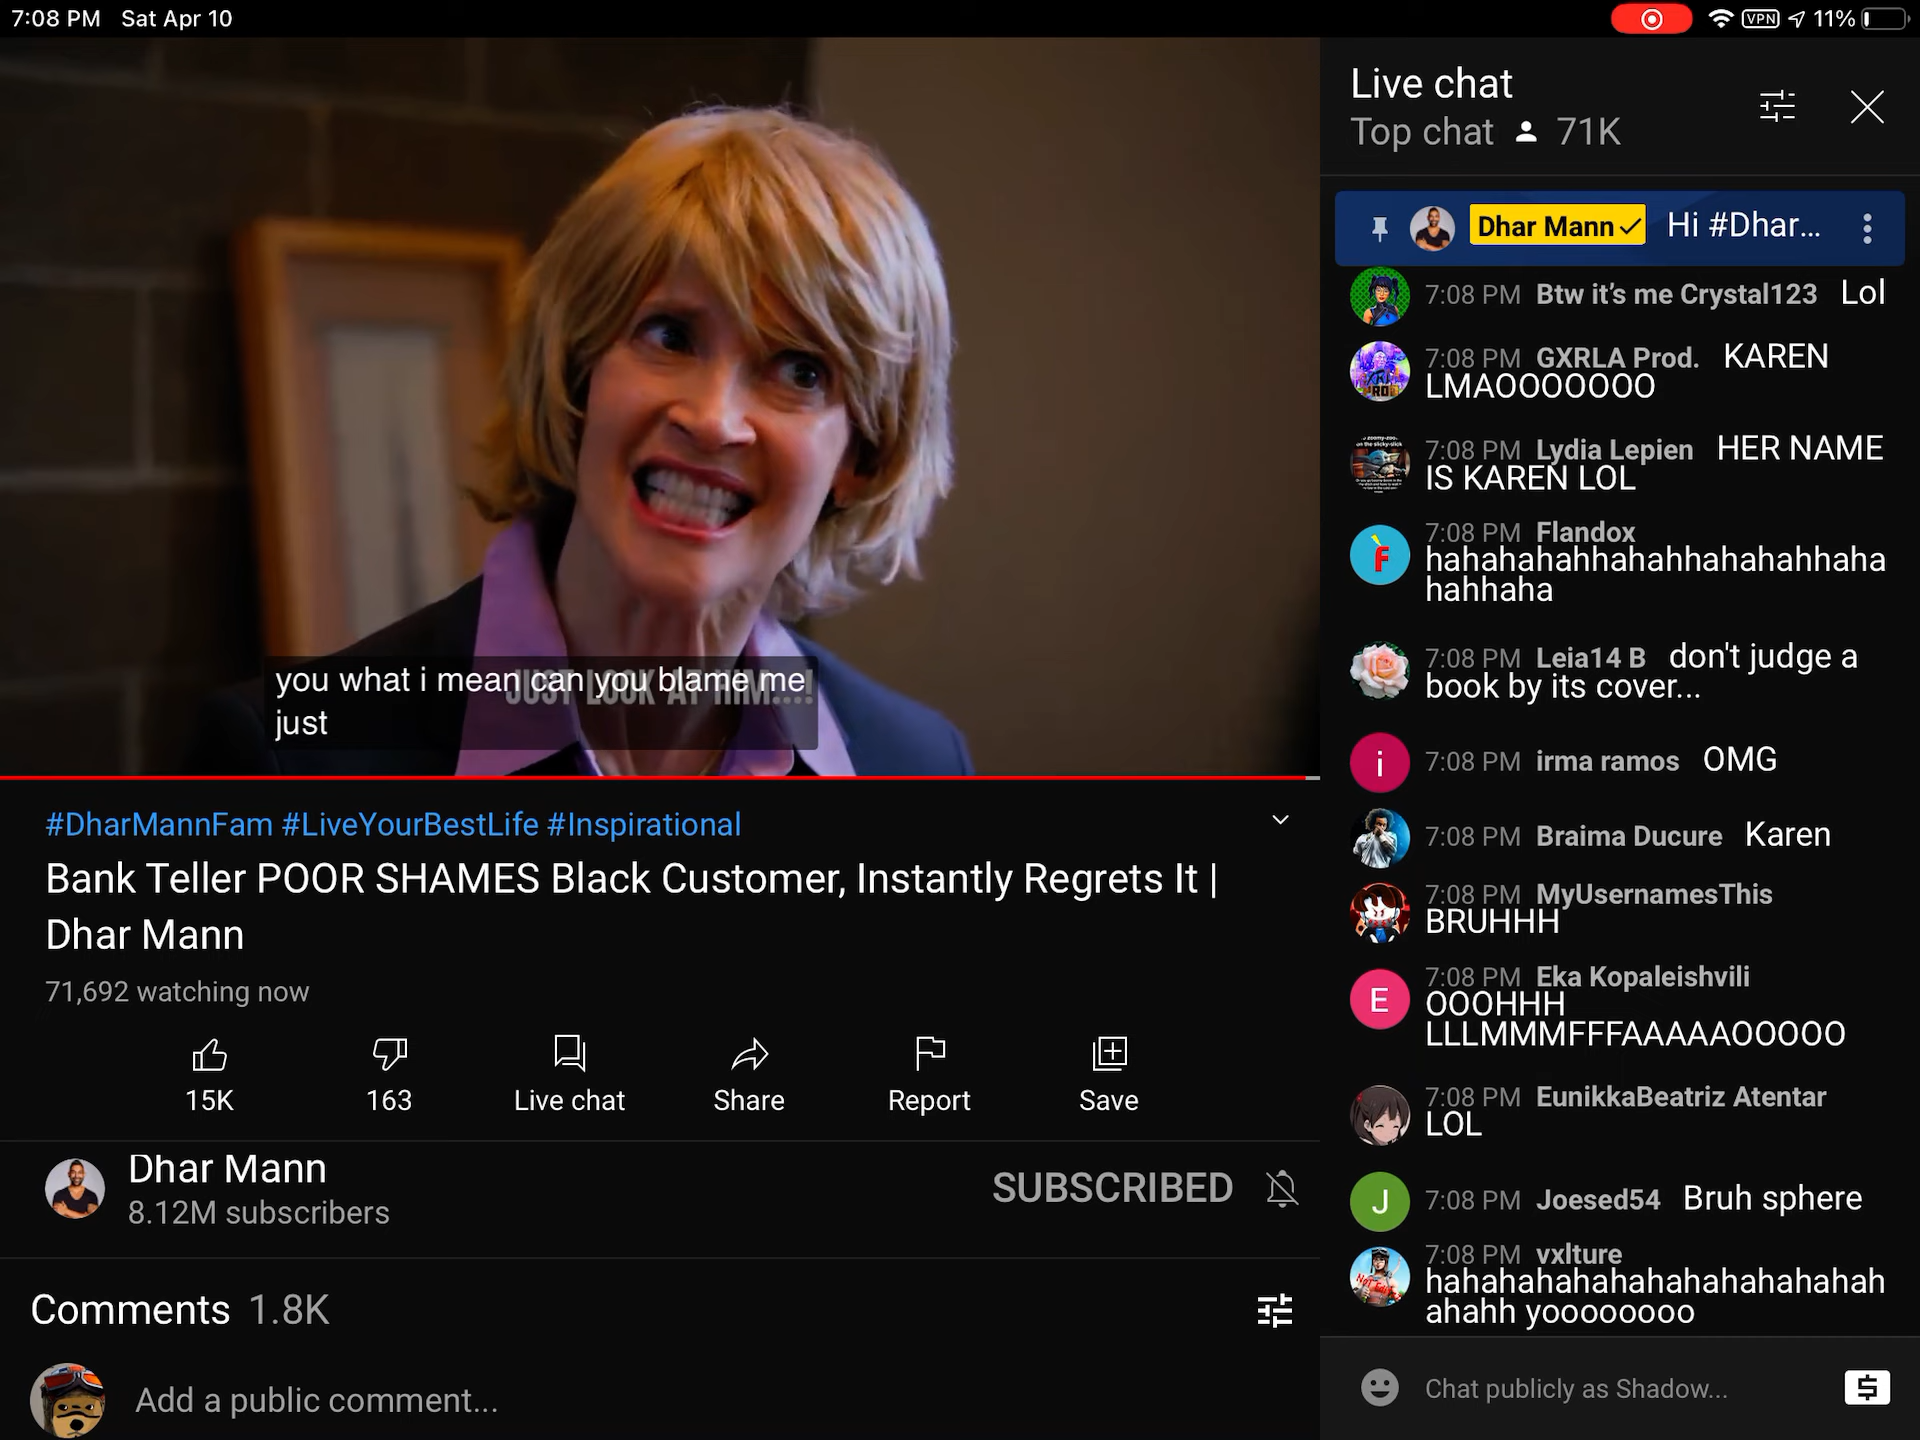 7:08 PM Sat Apr 10
VPN 11%
JUST LOOK AT HIM....!
you what i mean can you blame me
just
#DharMannFam #LiveYourBestLife #Inspirational
Bank Teller POOR SHAMES Black Customer, Instantly Regrets It |
Dhar Mann
71,692 watching now
15K 163 Live chat Share Report Save
Dhar Mann
8.12M subscribers
SUBSCRIBED
Comments 1.8K
Add a public comment...
Live chat
Top chat 71K
Dhar Mann Hi #Dhar...
7:08 PM Btw it’s me Crystal123 Lol
7:08 PM GXRLA Prod. KAREN
LMAOOOOOOO
7:08 PM Lydia Lepien HER NAME
IS KAREN LOL
F
7:08 PM Flandox
hahahahahhahahhahahahhaha
hahhaha
7:08 PM Leia14 B don't judge a
book by its cover...
i
7:08 PM irma ramos OMG
7:08 PM Braima Ducure Karen
7:08 PM MyUsernamesThis
BRUHHH
E
7:08 PM Eka Kopaleishvili
OOOHHH
LLLMMMFFFAAAAAOOOOO
7:08 PM EunikkaBeatriz Atentar
LOL
J
7:08 PM Joesed54 Bruh sphere
7:08 PM vxlture
hahahahahahahahahahahah
ahahh yoooooooo
Chat publicly as Shadow...